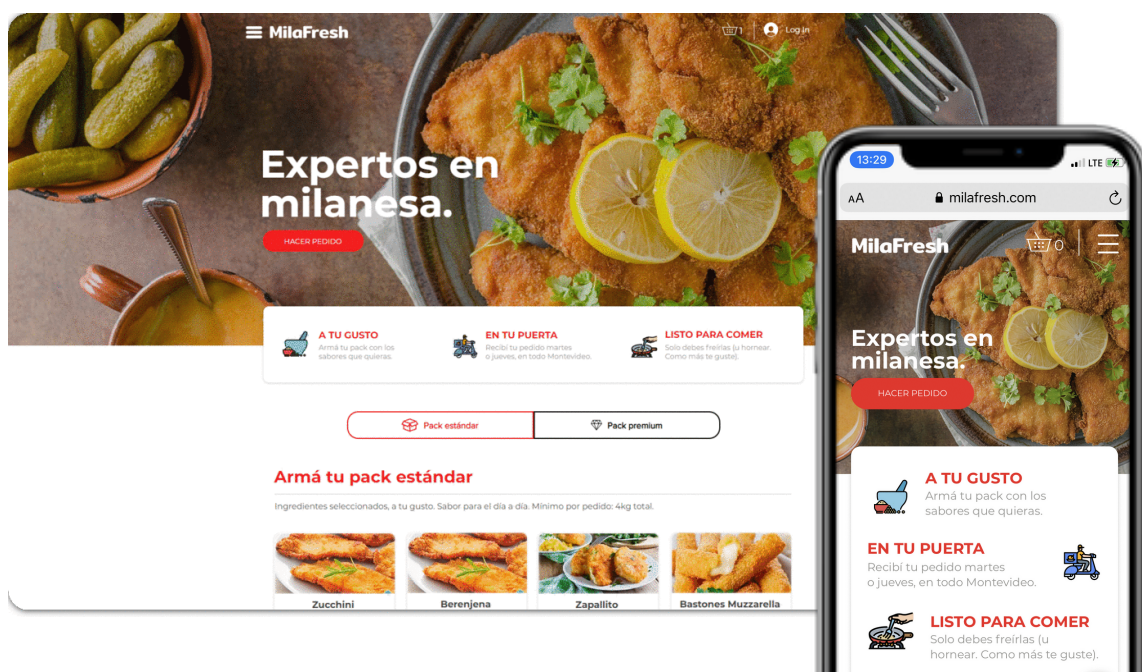 MilaFresh
1
Log In
Expertos en
milanesa.
HACER PEDIDO
A TU GUSTO
Armá tu pack con los
sabores que quieras.
EN TU PUERTA
Recibí tu pedido martes
o jueves, en todo Montevideo.
LISTO PARA COMER
Solo debes freírlas (u hornear.
Como más te guste).
Pack estándar
Pack premium
Armá tu pack estándar
Ingredientes seleccionados, a tu gusto. Sabor para el día a día. Mínimo por pedido: 4kg total.
Zucchini
Berenjena
Zapallito
Bastones Muzzarella
13:29
LTE
AA
milafresh.com
MilaFresh
0
Expertos en
milanesa.
HACER PEDIDO
A TU GUSTO
Armá tu pack con los
sabores que quieras.
EN TU PUERTA
Recibí tu pedido martes
o jueves, en todo Montevideo.
LISTO PARA COMER
Solo debes freírlas (u
hornear. Como más te guste).